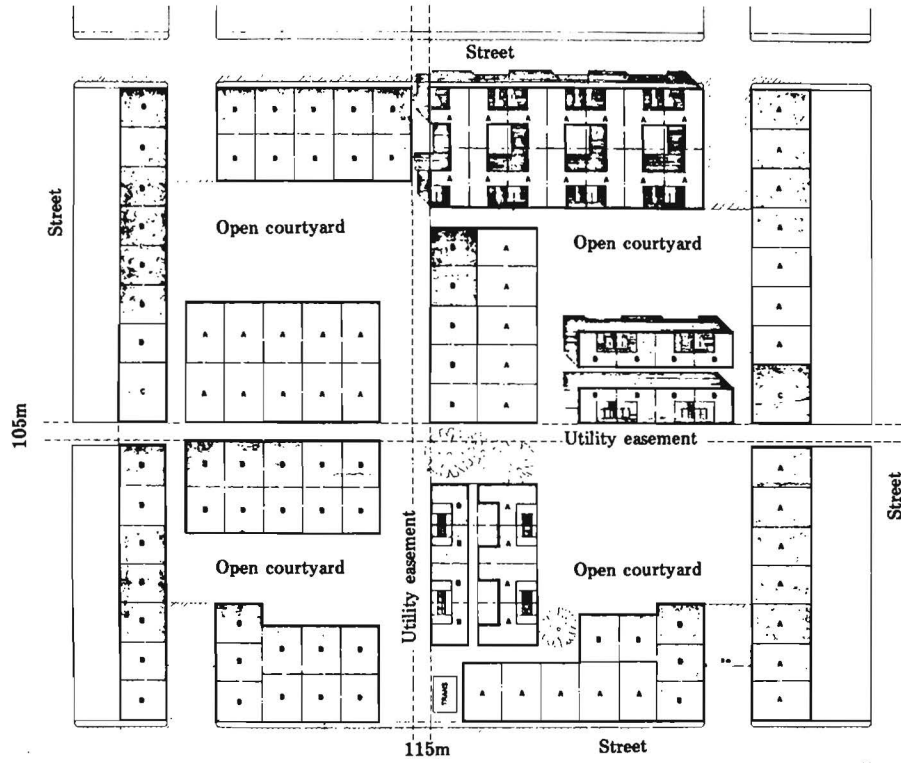 Street
B B B B B
B B B B B
A A A A A A A
A A A A A A A
B
B
B
B
B
B
B
C
Street
Open courtyard
Open courtyard
A
A
A
A
A
A
A
C
B A
B A
B A
B A
B A
A A A A A
A A A A A
B B B B
B B B B
105m
Utility easement
B
B
B
B
B
B
B
B B B B B
B B B B B
Utility easement
B A
B A
B A
B A
A
A
A
A
A
A
A
Street
Open courtyard
Open courtyard
B
B B B B
B B B B
B B B
B
A A A A A B
TRANS
115m
Street